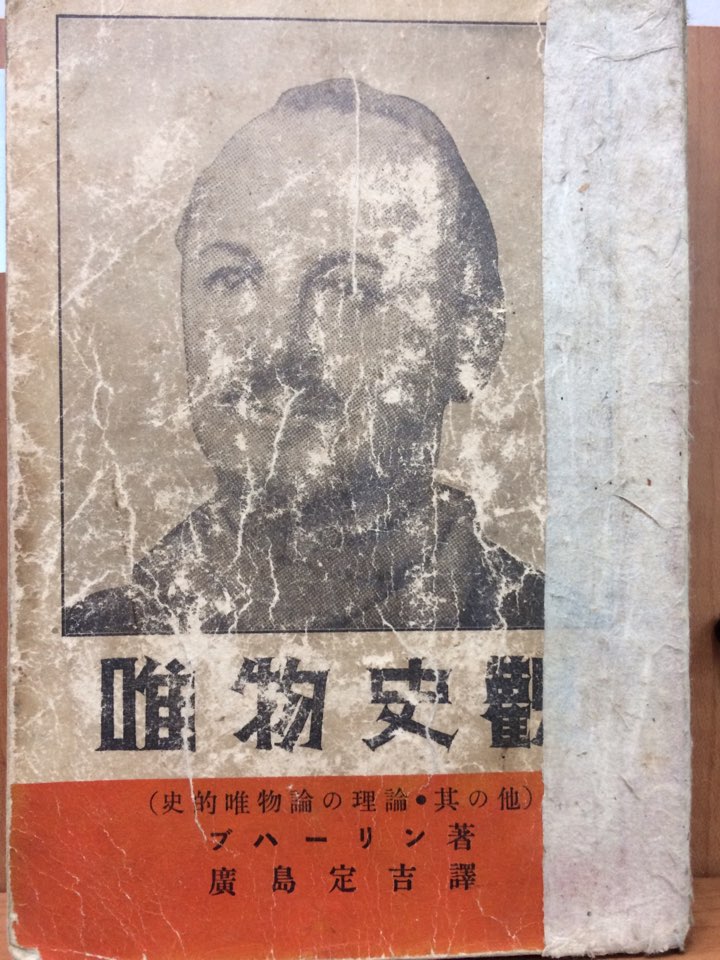 唯物史觀
(史的唯物論の理論・其の他)
ブハーリン著
廣島定吉譯